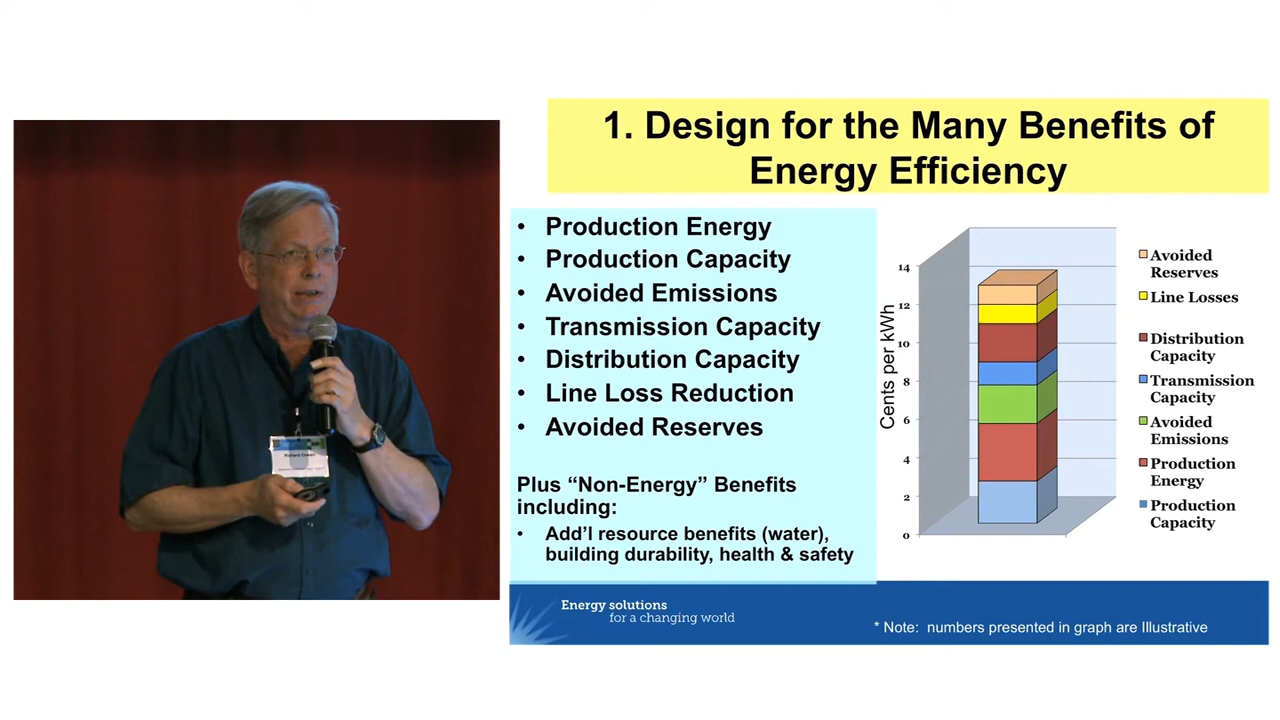 1. Design for the Many Benefits of
Energy Efficiency
• Production Energy
• Production Capacity
• Avoided Emissions
• Transmission Capacity
• Distribution Capacity
• Line Loss Reduction
• Avoided Reserves
Plus “Non-Energy” Benefits
including:
• Add’l resource benefits (water),
building durability, health & safety
Cents per kWh
14
12
10
8
6
4
2
0
Avoided
Reserves
Line Losses
Distribution
Capacity
Transmission
Capacity
Avoided
Emissions
Production
Energy
Production
Capacity
Energy solutions
for a changing world
* Note: numbers presented in graph are Illustrative
Richard Cowart